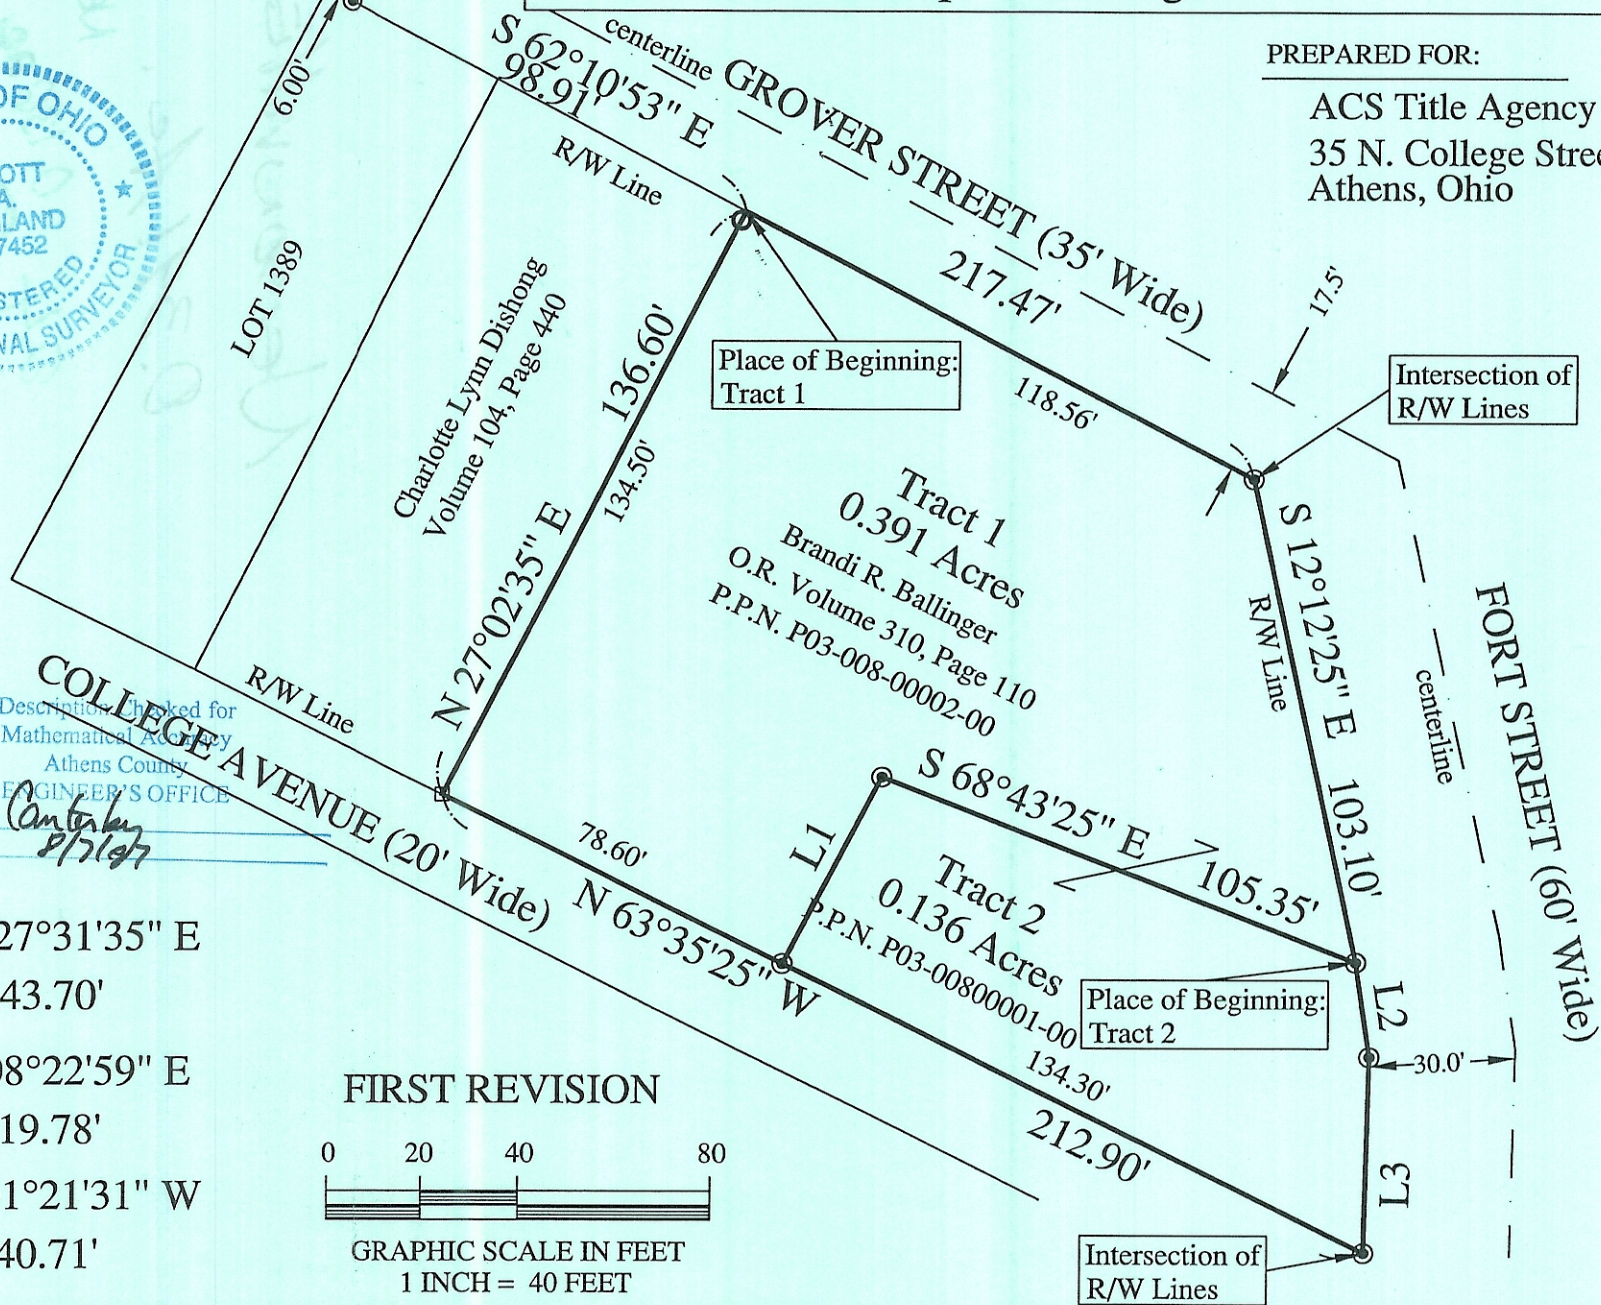 PREPARED FOR:
ACS Title Agency
35 N. College
Athens, Ohio
centerline GROVER STREET (35' Wide)
S 62°10'53" E
98.91'
R/W Line
6.00'
OF OHIO
A.
7452
SURVEYOR
LOT 1389
Charlotte Lynn Dishong
Volume 104, Page 440
217.47'
118.56'
17.5'
136.60'
134.50'
N 27°02'35" E
Place of Beginning:
Tract 1
Intersection of
R/W Lines
Tract 1
0.391 Acres
Brandi R. Ballinger
O.R. Volume 310, Page 110
P.P.N. P03-008-00002-00
S 12°12'25" E 103.10'
R/W Line
centerline
FORT STREET (60' Wide)
COLLEGE AVENUE (20' Wide)
R/W Line
Description Checked for
Mathematical Accuracy
Athens County
ENGINEER'S OFFICE
78.60'
N 63°35'25" W
L1
S 68°43'25" E 105.35'
Tract 2
0.136 Acres
P.P.N. P03-00800001-00
Place of Beginning:
Tract 2
L2
30.0'
134.30'
212.90'
L3
Intersection of
R/W Lines
27°31'35" E
43.70'
8°22'59" E
19.78'
1°21'31" W
40.71'
FIRST REVISION
0 20 40 80
GRAPHIC SCALE IN FEET
1 INCH = 40 FEET